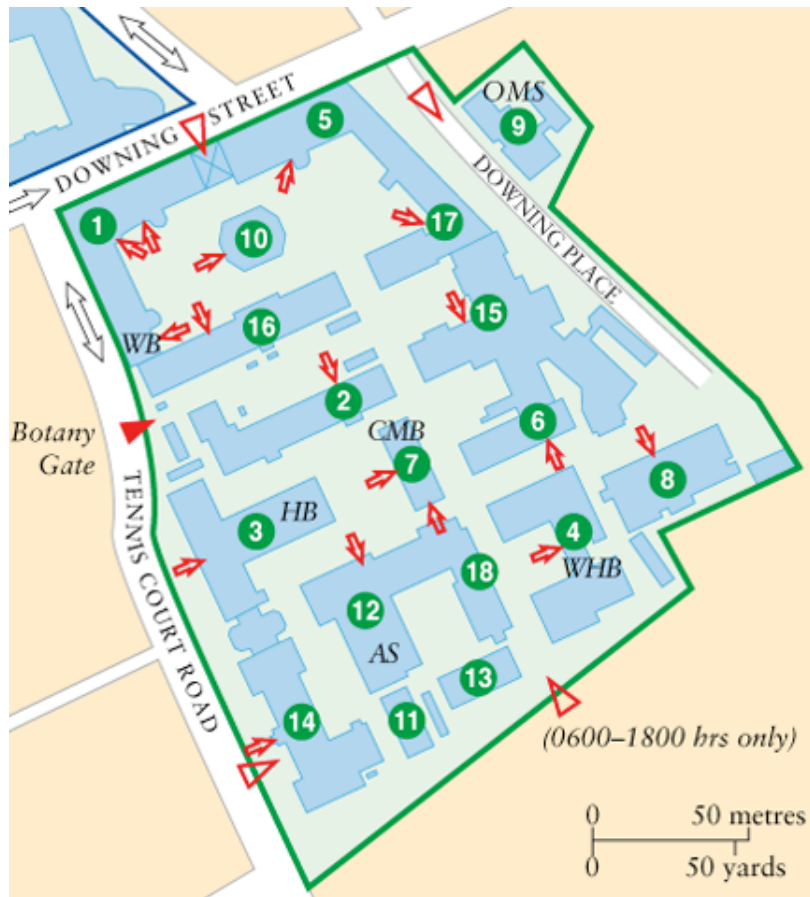 OMS
9
5
DOWNING STREET
1
10
17
DOWNING PLACE
WB
16
15
2
Botany
Gate
CMB
7
6
8
3
HB
4
WHB
TENNIS COURT ROAD
12
18
AS
13
11
14
(0600–1800 hrs only)
0 50 metres
0 50 yards